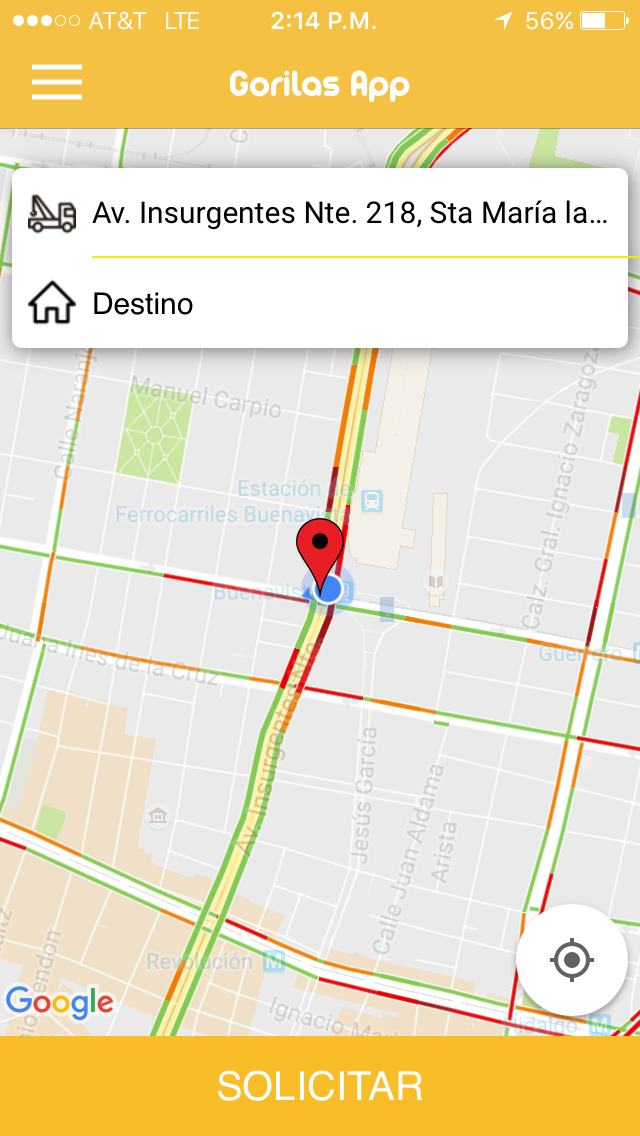 AT&T LTE 2:14 P.M. 56%
Gorilas App
Av. Insurgentes Nte. 218, Sta María la...
Destino
Manuel Carpio
Calle Naranjo
Calz. Gral. Ignacio Zaragoza
Estación de
Ferrocarriles Buenavista
Buenavista
Guerrero
Juana Inés de la Cruz
Av. Insurgentes Nte
Jesús García
Calle Juan Aldama
Arista
Revolución M
Google
Ignacio
Hidalgo M
SOLICITAR